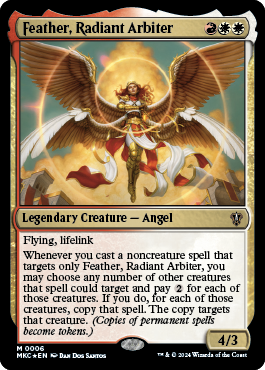 Feather, Radiant Arbiter
Legendary Creature — Angel
Flying, lifelink
Whenever you cast a noncreature spell that
targets only Feather, Radiant Arbiter, you
may choose any number of other creatures
that spell could target and pay 2 for each of
those creatures. If you do, for each of those
creatures, copy that spell. The copy targets
that creature. (Copies of permanent spells
become tokens.)
4/3
M 0006
MKC★EN Dan Dos Santos
™ & © 2024 Wizards of the Coast